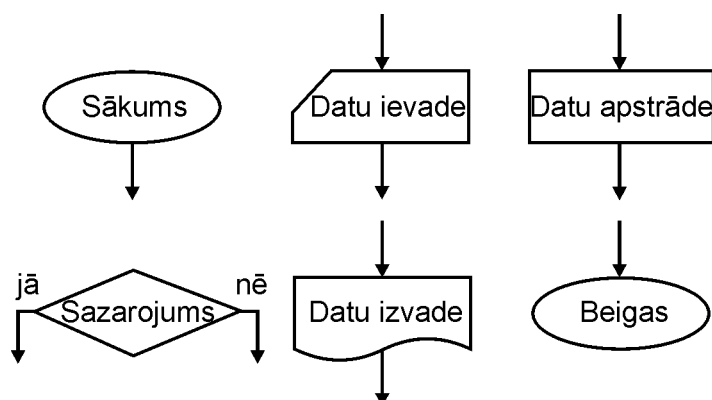 Sākums
Datu ievade
Datu apstrāde
jā
nē
Sazarojums
Datu izvade
Beigas